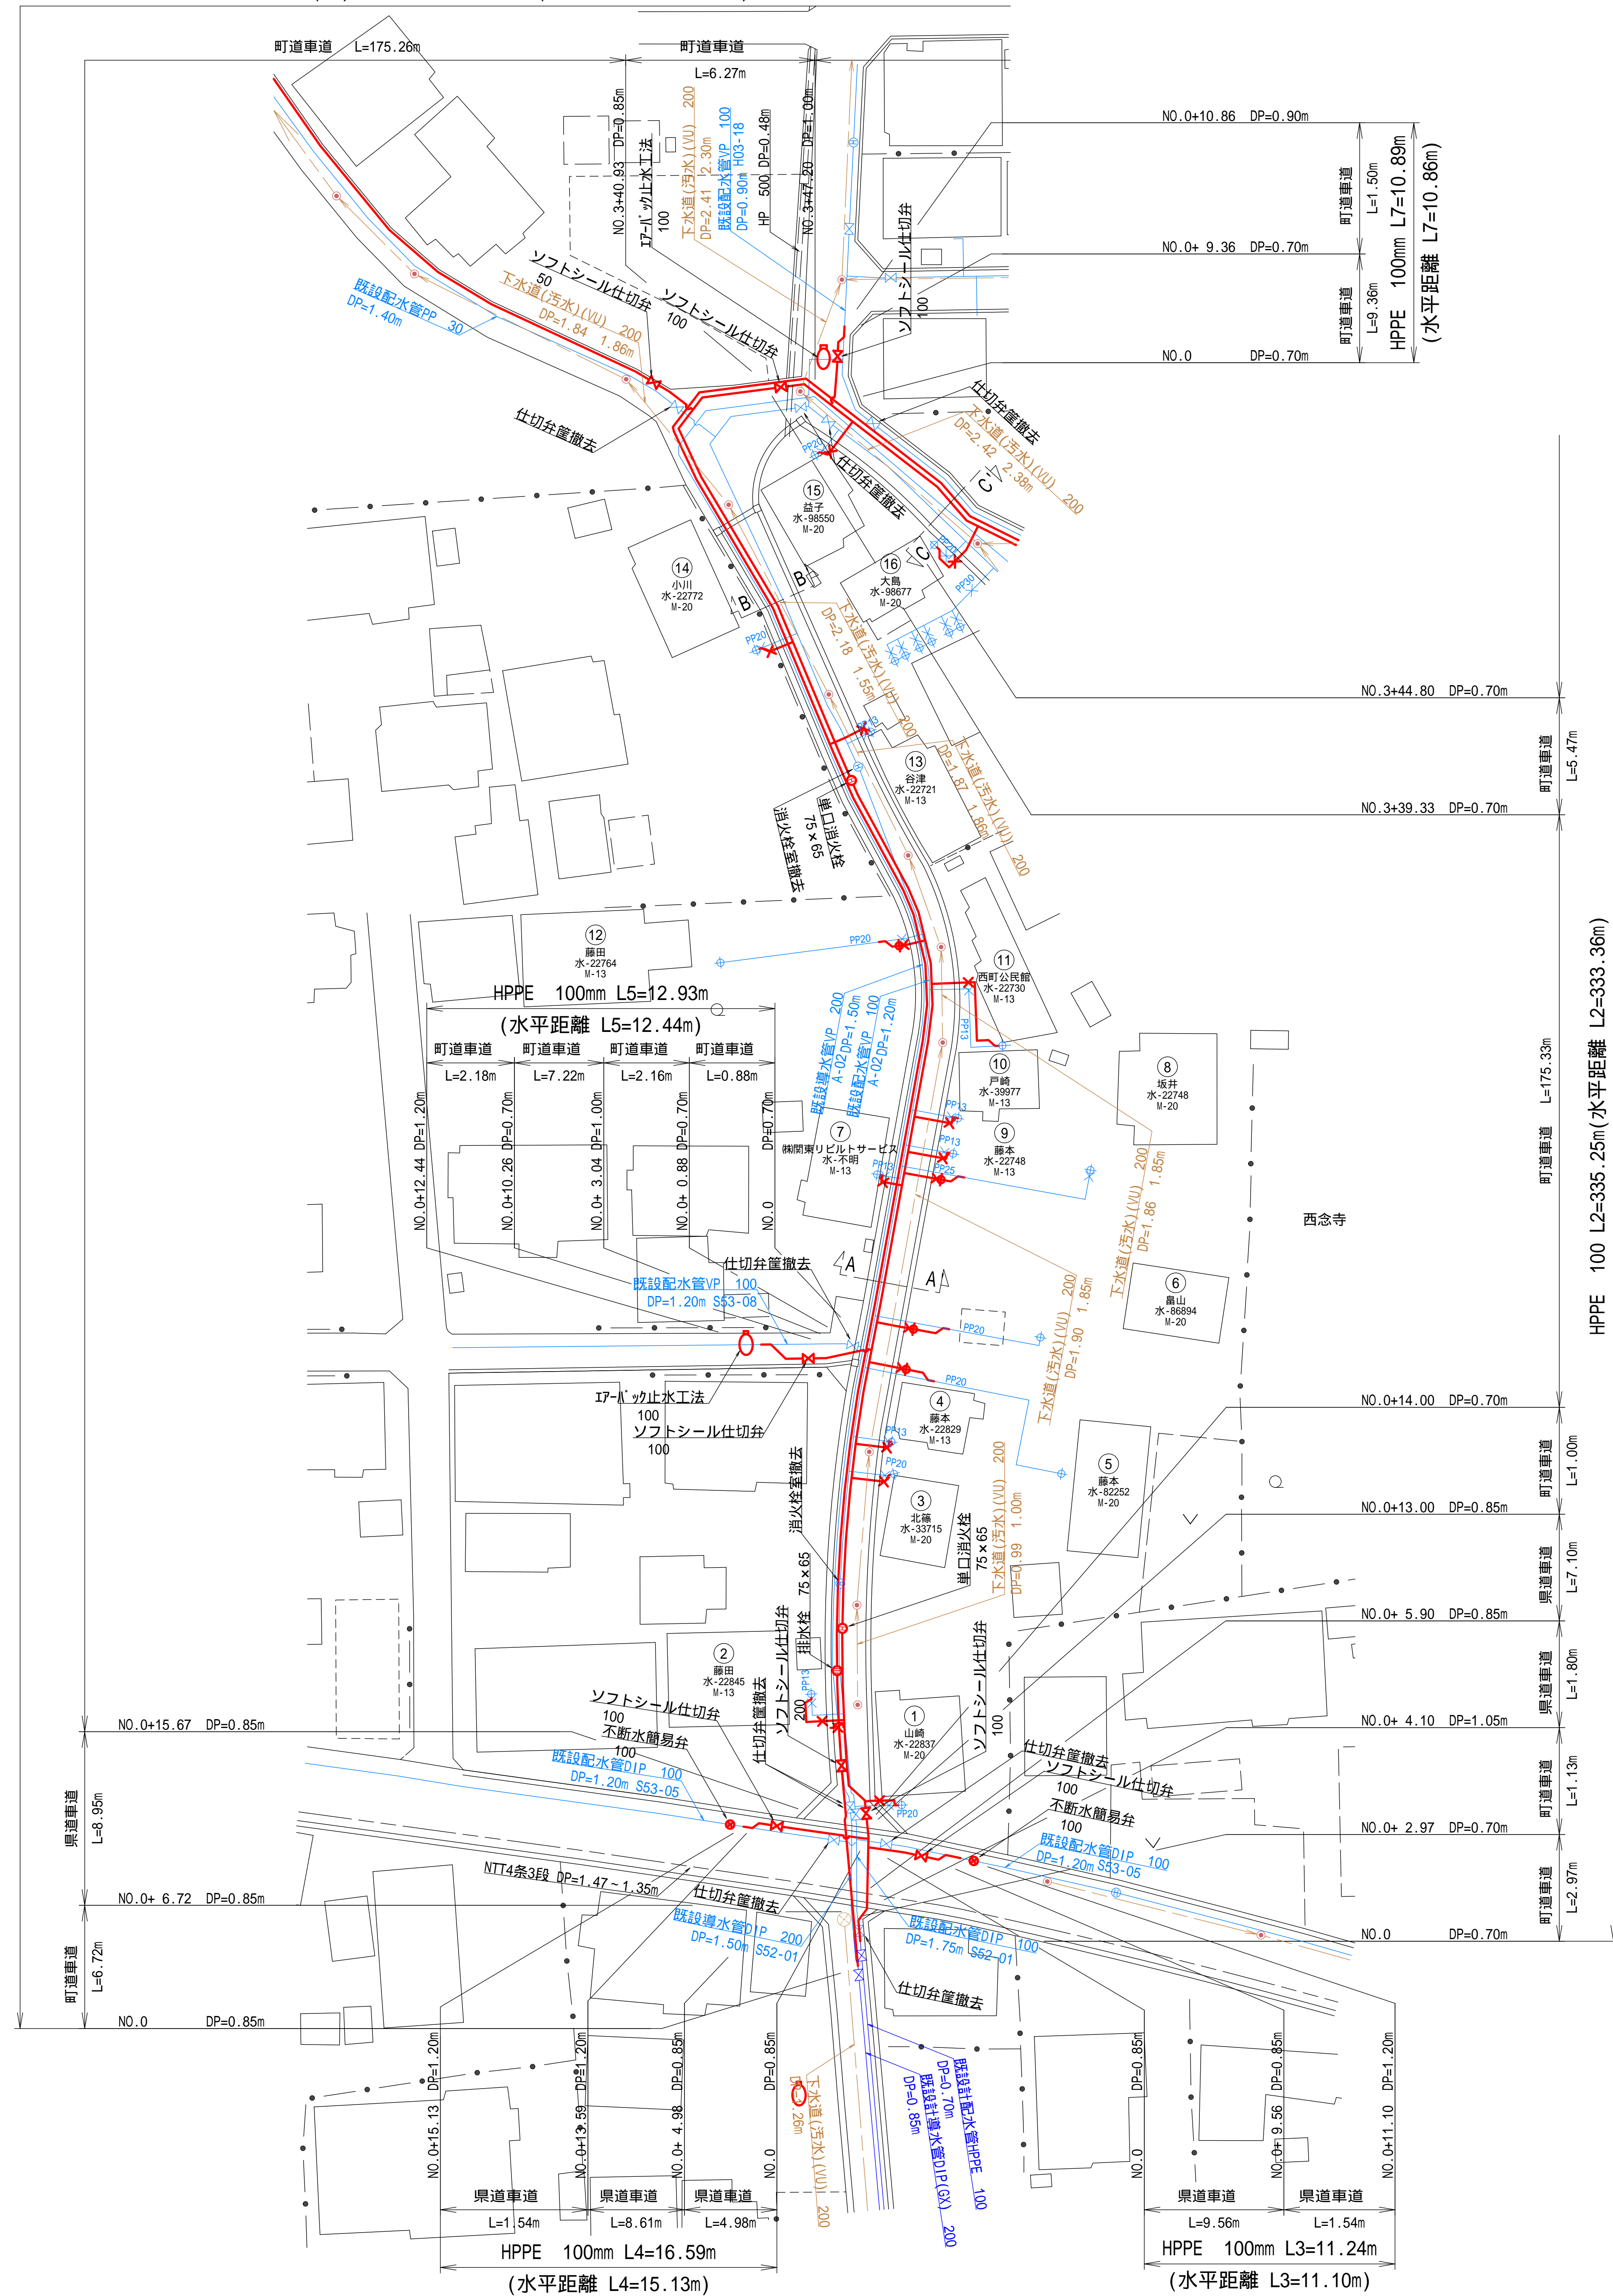 町道車道 L=175.26m
町道車道
L=6.27m
NO.3+40.93 DP=0.85m
エアーバック止水工法
100
下水道(汚水)(VU) 200
DP=2.41 2.30m
既設配水管VP 100
DP=0.90m H03-18
HP 500 DP=0.48m
NO.3+47.20 DP=1.00m
NO.0+10.86 DP=0.90m
町道車道
L=1.50m
NO.0+ 9.36 DP=0.70m
町道車道
L=9.36m
NO.0 DP=0.70m
HPPE 100mm L7=10.89m
(水平距離 L7=10.86m)
ソフトシール仕切弁
100
ソフトシール仕切弁
50
ソフトシール仕切弁
100
既設配水管PP 30
DP=1.40m
下水道(汚水)(VU) 200
DP=1.84 1.86m
仕切弁筐撤去
仕切弁筐撤去
下水道(汚水)(VU) 200
DP=2.42 2.38m
PP20
仕切弁筐撤去
C'
C
PP20
PP30
15
益子
水-98550
M-20
16
大島
水-98677
M-20
14
小川
水-22772
M-20
B
B'
PP20
下水道(汚水)(VU) 200
DP=2.18 1.55m
PP13
13
谷津
水-22721
M-13
下水道(汚水)(VU) 200
DP=1.87 1.86m
単口消火栓
75×65
消火栓室撤去
NO.3+44.80 DP=0.70m
町道車道
L=5.47m
NO.3+39.33 DP=0.70m
町道車道
L=175.33m
HPPE 100 L2=335.25m(水平距離 L2=333.36m)
12
藤田
水-22764
M-13
PP20
11
西町公民館
水-22730
M-13
PP13
HPPE 100mm L5=12.93m
(水平距離 L5=12.44m)
町道車道 町道車道 町道車道 町道車道
L=2.18m L=7.22m L=2.16m L=0.88m
NO.0+12.44 DP=1.20m
NO.0+10.26 DP=0.70m
NO.0+ 3.04 DP=1.00m
NO.0+ 0.88 DP=0.70m
NO.0 DP=0.70m
既設導水管VP 200
A-02 DP=1.50m
既設配水管VP 100
A-02 DP=1.20m
10
戸崎
水-39977
M-13
8
坂井
水-22748
M-20
7
㈱関東リビルトサービス
水-不明
M-13
9
藤本
水-22748
M-13
PP13
PP13
PP13
PP25
下水道(汚水)(VU) 200
DP=1.86 1.85m
西念寺
6
畠山
水-86894
M-20
A
A'
下水道(汚水)(VU) 200
DP=1.90 1.85m
仕切弁筐撤去
既設配水管VP 100
DP=1.20m S53-08
PP20
PP20
エアーバック止水工法
100
ソフトシール仕切弁
100
4
藤本
水-22829
M-13
PP13
PP20
5
藤本
水-82252
M-20
3
北篠
水-33715
M-20
消火栓室撤去
単口消火栓
75×65
下水道(汚水)(VU) 200
DP=0.99 1.00m
排水栓 75×65
NO.0+14.00 DP=0.70m
町道車道
L=1.00m
NO.0+13.00 DP=0.85m
県道車道
L=7.10m
NO.0+ 5.90 DP=0.85m
県道車道
L=1.80m
NO.0+ 4.10 DP=1.05m
町道車道
L=1.13m
NO.0+ 2.97 DP=0.70m
町道車道
L=2.97m
NO.0 DP=0.70m
2
藤田
水-22845
M-13
PP13
ソフトシール仕切弁
200
仕切弁筐撤去
1
山崎
水-22837
M-20
ソフトシール仕切弁
100
PP20
ソフトシール仕切弁
100
不断水簡易弁
100
既設配水管DIP 100
DP=1.20m S53-05
仕切弁筐撤去
ソフトシール仕切弁
100
不断水簡易弁
100
既設配水管DIP 100
DP=1.20m S53-05
NO.0+15.67 DP=0.85m
県道車道
L=8.95m
NO.0+ 6.72 DP=0.85m
町道車道
L=6.72m
NO.0 DP=0.85m
NTT4条3段 DP=1.47~1.35m
仕切弁筐撤去
既設導水管DIP 200
DP=1.50m S52-01
既設配水管DIP 100
DP=1.75m S52-01
仕切弁筐撤去
NO.0+15.13 DP=1.20m
NO.0+13.59 DP=1.20m
NO.0+ 4.98 DP=0.85m
NO.0 DP=0.85m
下水道(汚水)(VU) 200
既設計配水管HPPE 100
DP=0.70m
既設計導水管DIP(GX) 200
DP=0.85m
NO.0 DP=0.85m
NO.0+ 9.56 DP=0.85m
NO.0+11.10 DP=1.20m
県道車道 県道車道 県道車道
L=1.54m L=8.61m L=4.98m
HPPE 100mm L4=16.59m
(水平距離 L4=15.13m)
県道車道 県道車道
L=9.56m L=1.54m
HPPE 100mm L3=11.24m
(水平距離 L3=11.10m)